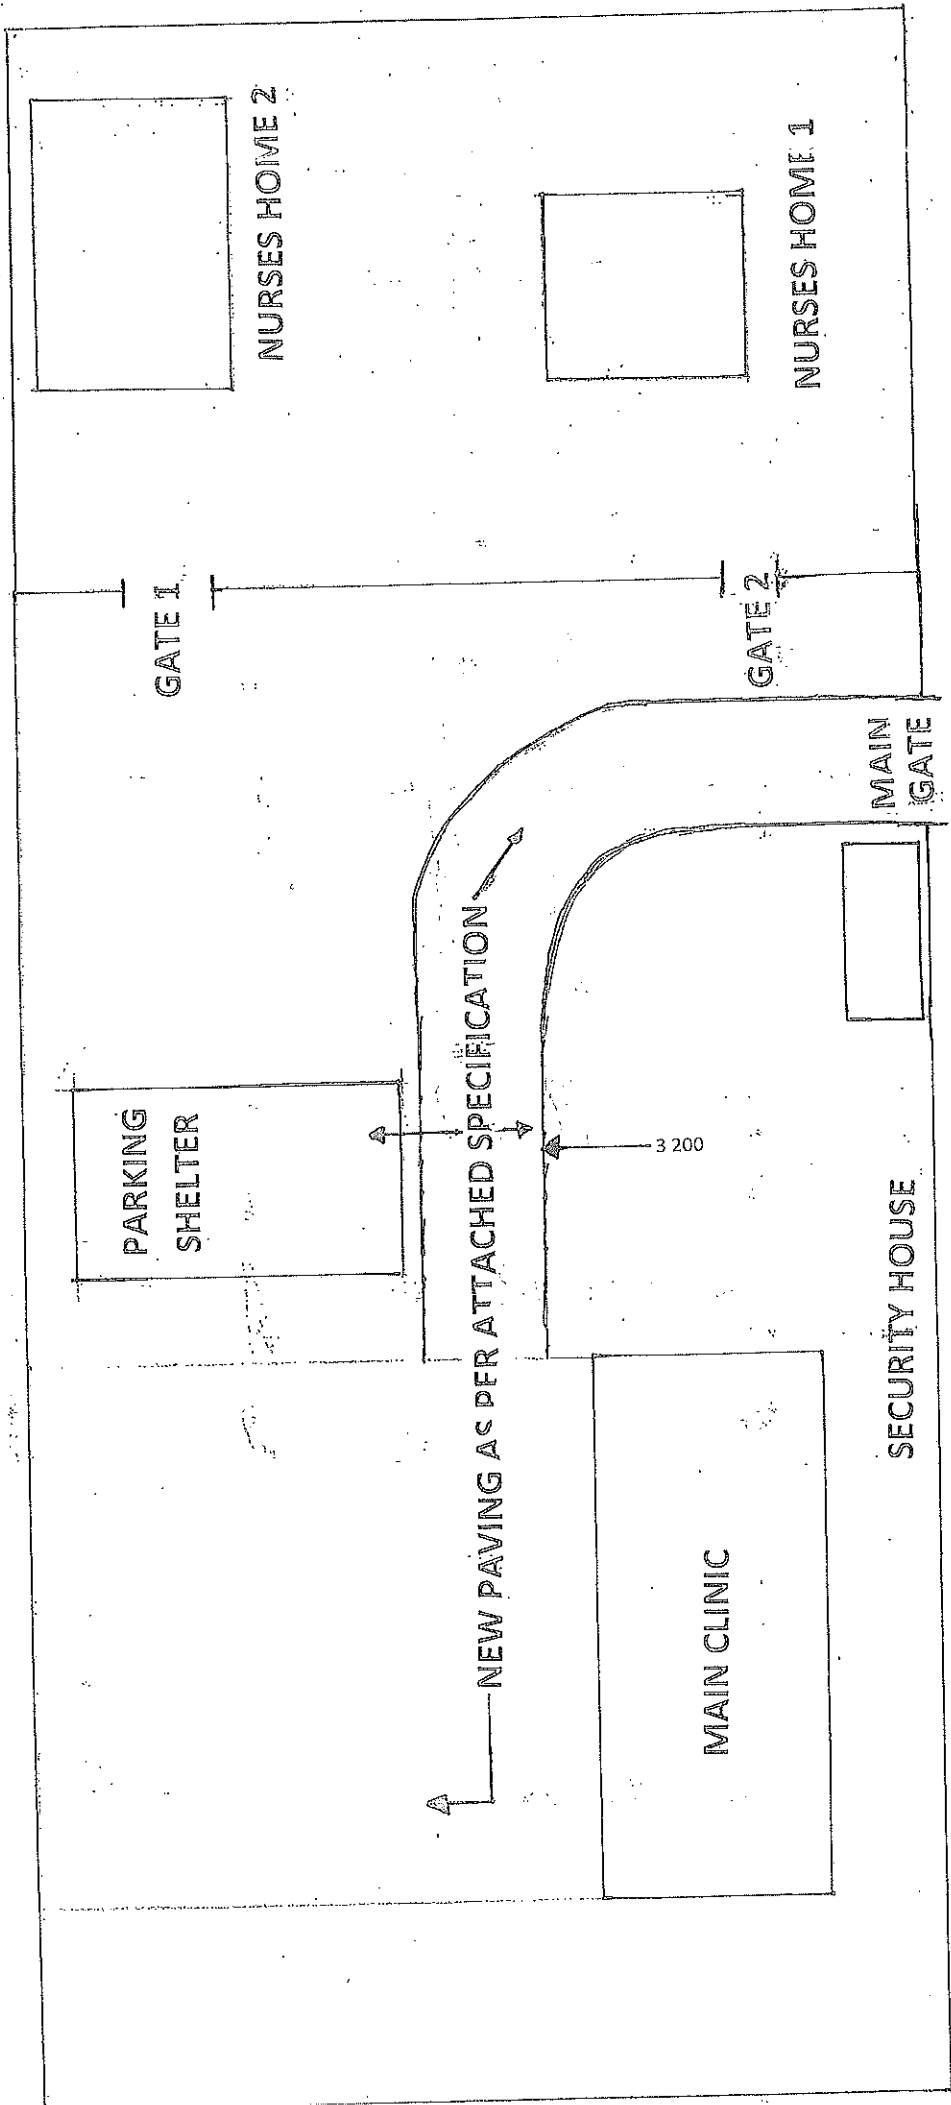 NURSES HOME 2
NURSES HOME 1
GATE 1
GATE 2
MAIN
GATE
PARKING
SHELTER
NEW PAVING AS PER ATTACHED SPECIFICATION
3 200
SECURITY HOUSE
MAIN CLINIC